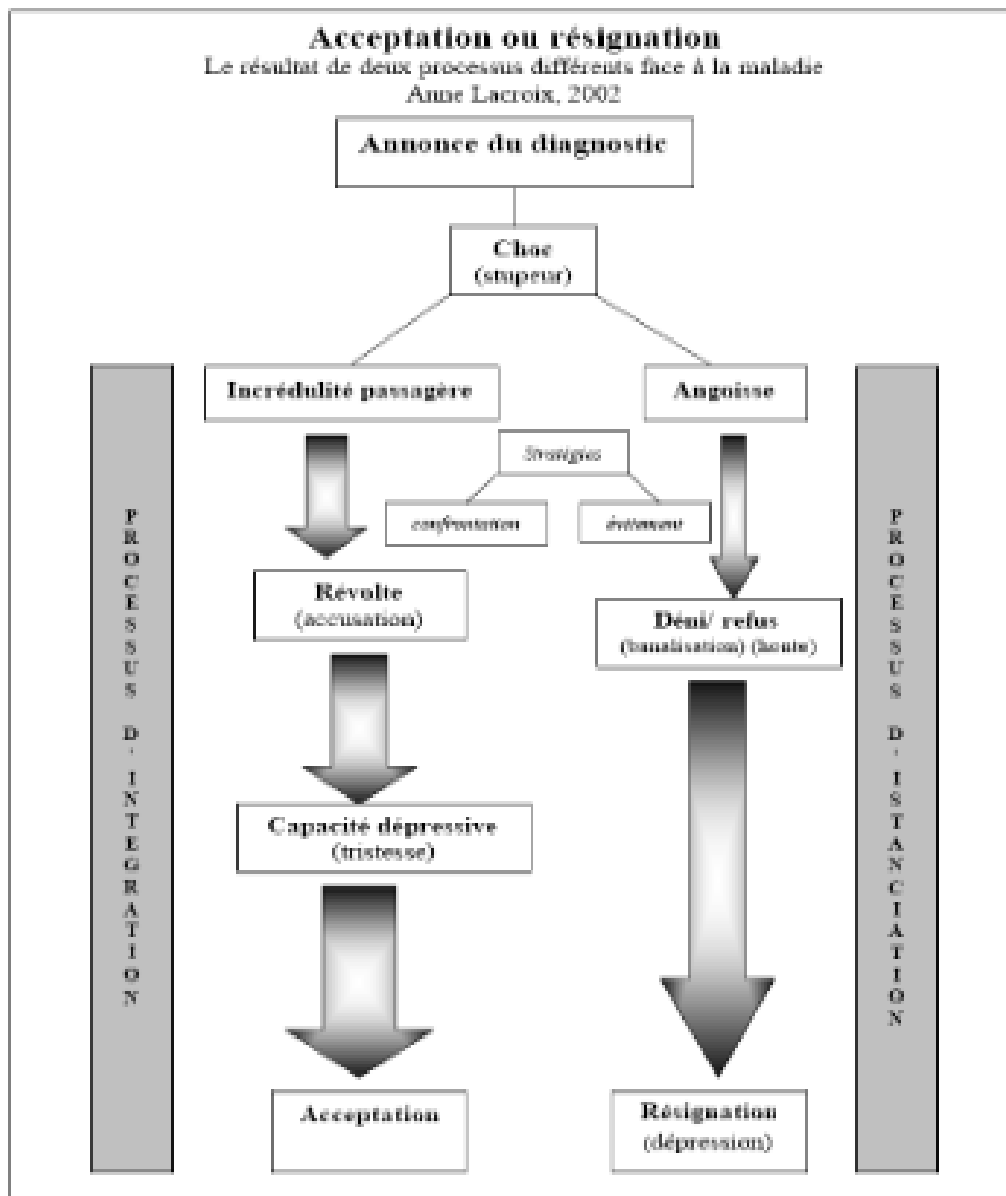 Acceptation ou résignation
Le résultat de deux processus différents face à la maladie
Anne Lacroix, 2002
Annonce du diagnostic
Choc
(stupeur)
Incrédulité passagère
Angoisse
Stratégies
confrontation
évitement
Révolte
(accusation)
Déni/ refus
(banalisation) (honte)
Capacité dépressive
(tristesse)
Acceptation
Résignation
(dépression)
PROCESSUS D'INTEGRATION
PROCESSUS D'ISTANCIATION